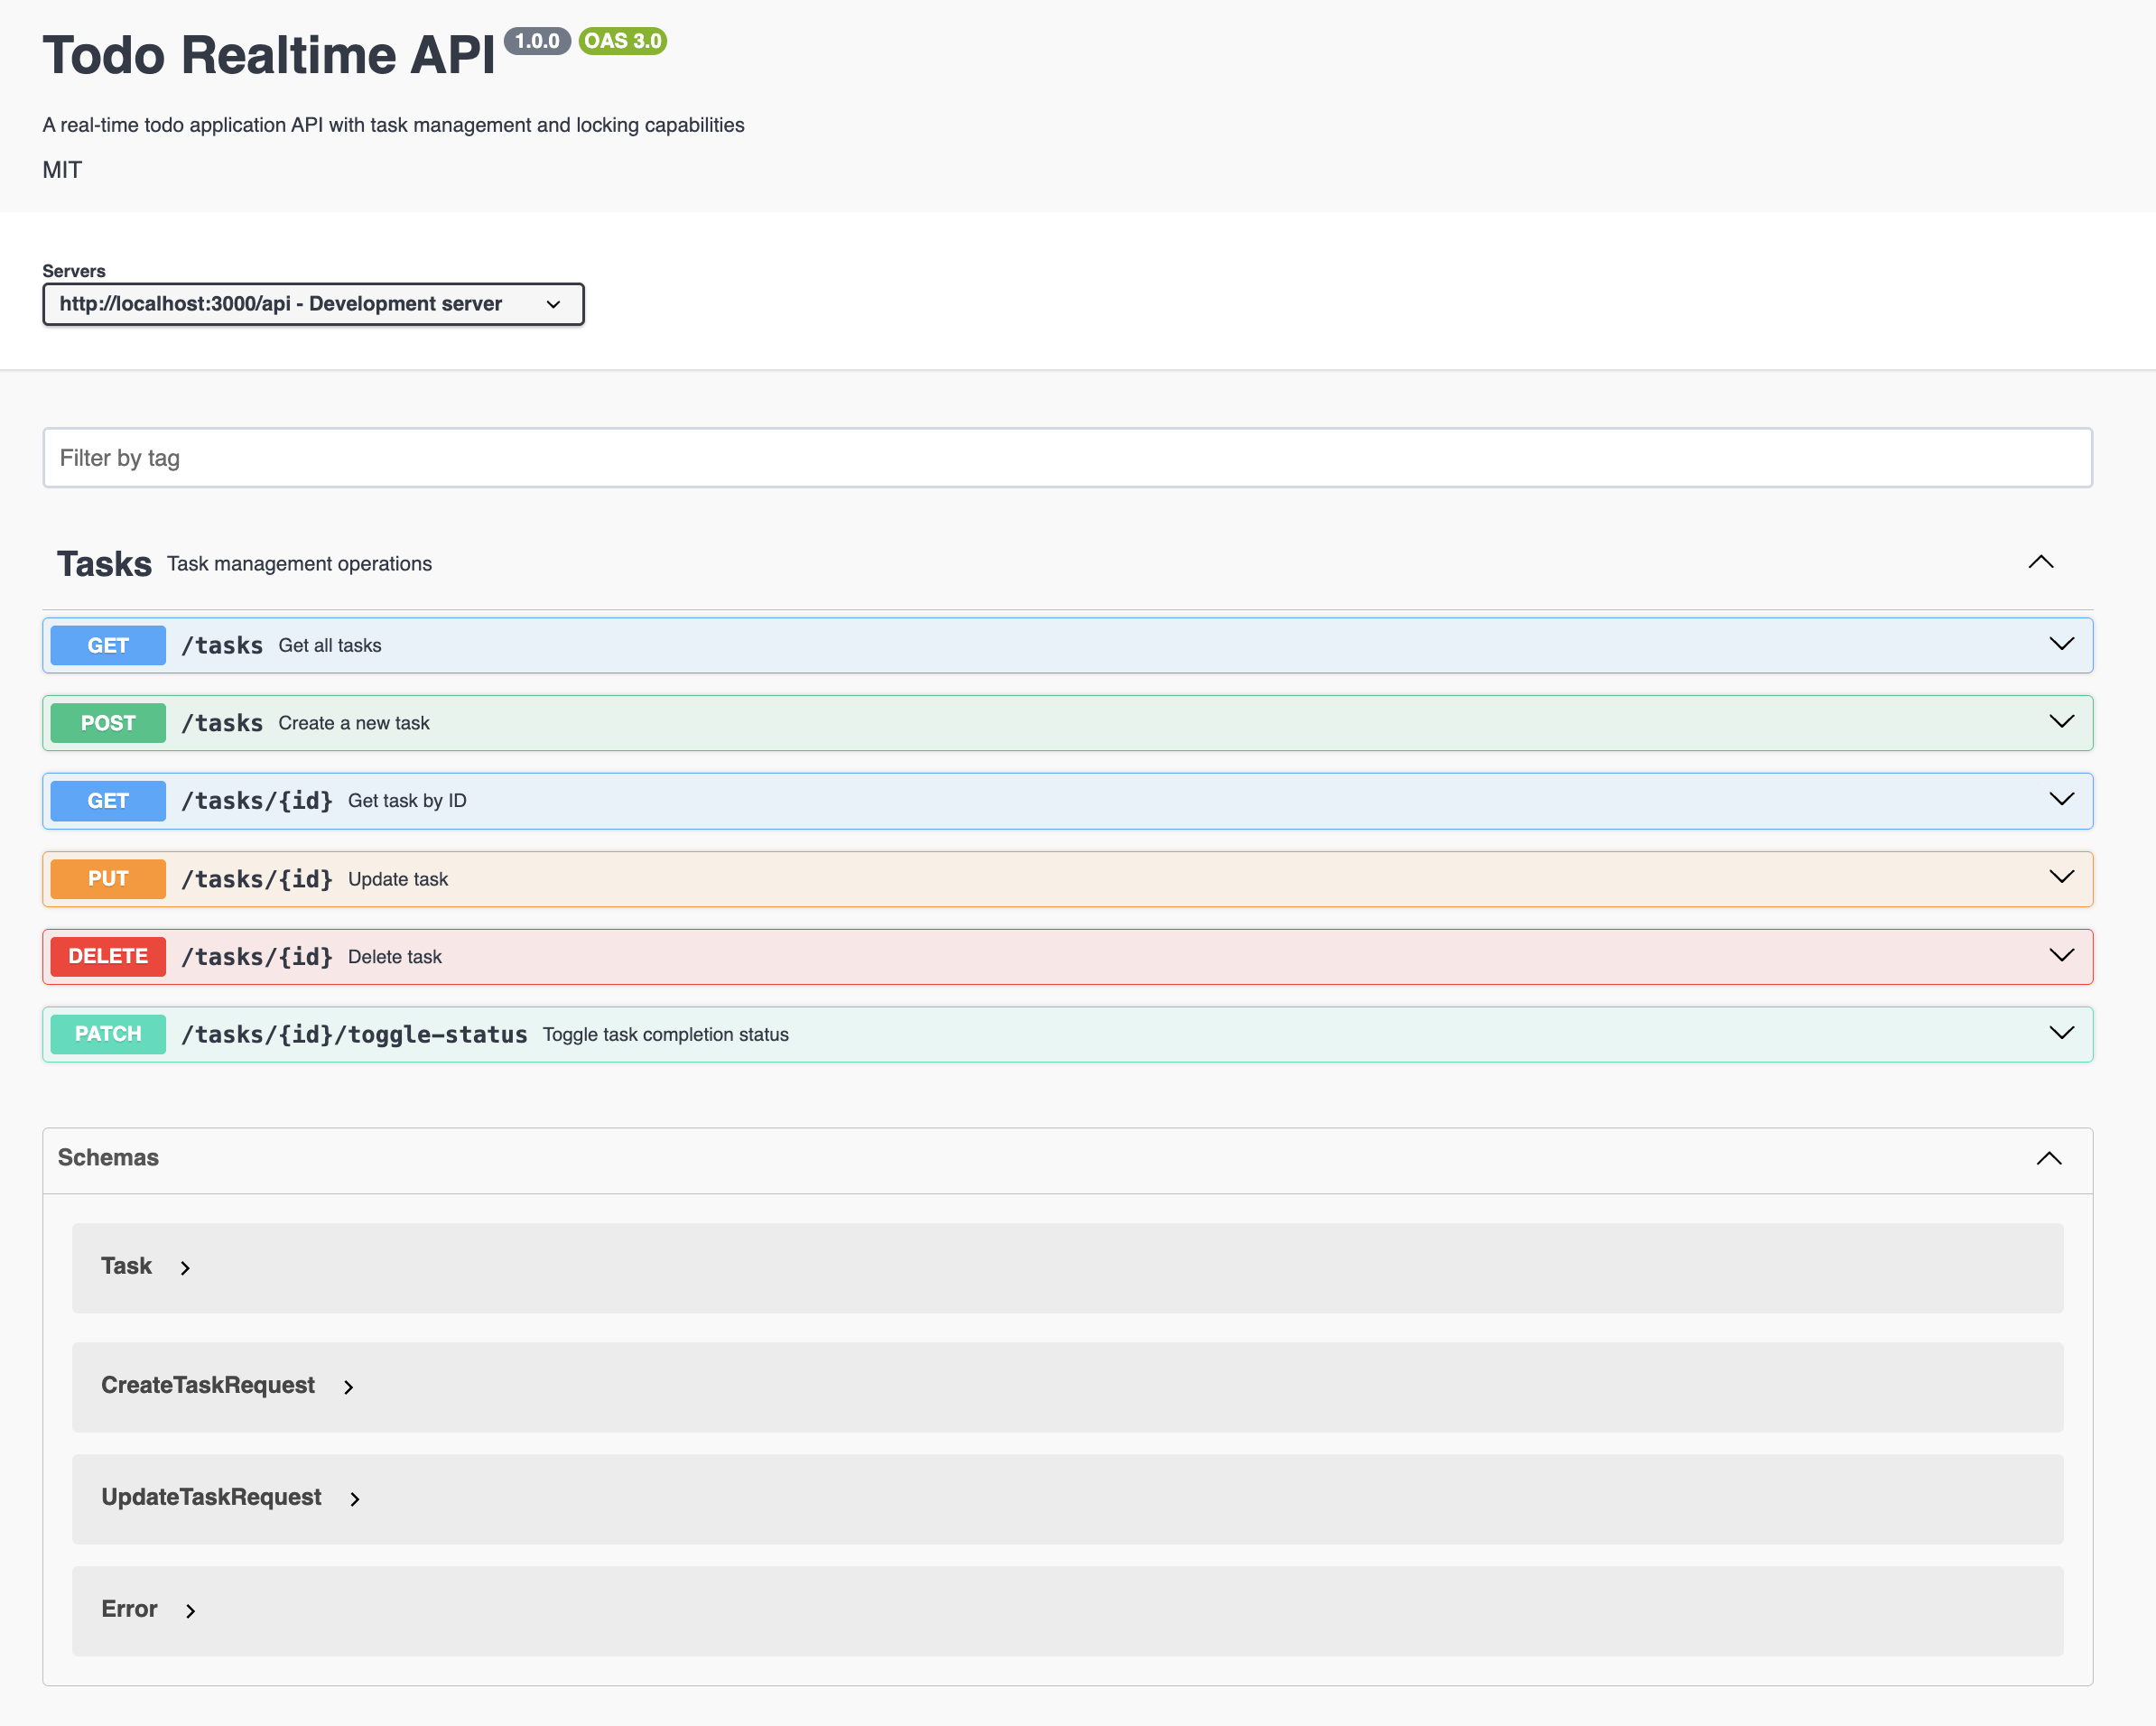 Todo Realtime API 1.0.0 OAS 3.0
A real-time todo application API with task management and locking capabilities
MIT
Servers
http://localhost:3000/api - Development server
Filter by tag
Tasks Task management operations
GET /tasks Get all tasks
POST /tasks Create a new task
GET /tasks/{id} Get task by ID
PUT /tasks/{id} Update task
DELETE /tasks/{id} Delete task
PATCH /tasks/{id}/toggle-status Toggle task completion status
Schemas
Task
CreateTaskRequest
UpdateTaskRequest
Error